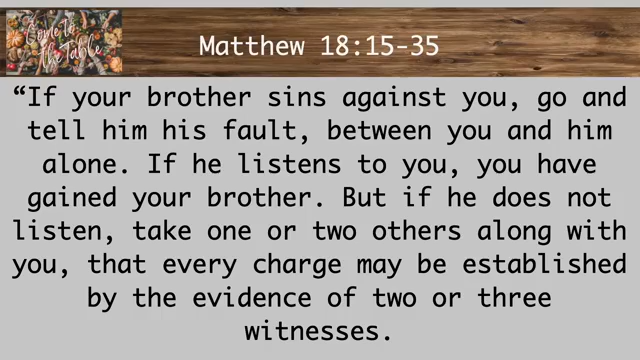 Come to
the Table
Matthew 18:15-35
“If your brother sins against you, go and
tell him his fault, between you and him
alone. If he listens to you, you have
gained your brother. But if he does not
listen, take one or two others along with
you, that every charge may be established
by the evidence of two or three
witnesses.